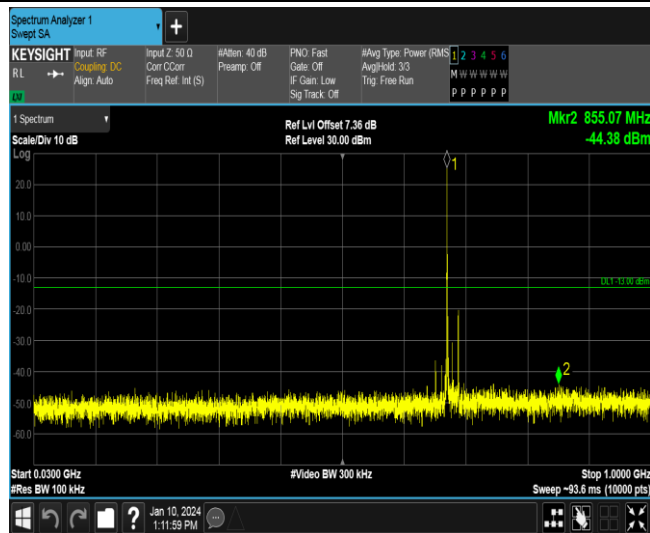 Spectrum Analyzer 1
Swept SA
+
KEYSIGHT
RL
Input: RF
Coupling: DC
Align: Auto
Input Z: 50 Ω
Corr CCorr
Freq Ref: Int (S)
#Atten: 40 dB
Preamp: Off
PNO: Fast
Gate: Off
IF Gain: Low
Sig Track: Off
#Avg Type: Power (RMS
Avg|Hold: 3/3
Trig: Free Run
1 2 3 4 5 6
M W W W W W
P P P P P P
1 Spectrum
Scale/Div 10 dB
Ref Lvl Offset 7.36 dB
Ref Level 30.00 dBm
Mkr2 855.07 MHz
-44.38 dBm
Log
1
20.0
10.0
0.00
-10.0
DL1 -13.00 dBm
-20.0
-30.0
-40.0
2
-50.0
-60.0
Start 0.0300 GHz
#Video BW 300 kHz
Stop 1.0000 GHz
#Res BW 100 kHz
Sweep ~93.6 ms (10000 pts)
?
Jan 10, 2024
1:11:59 PM